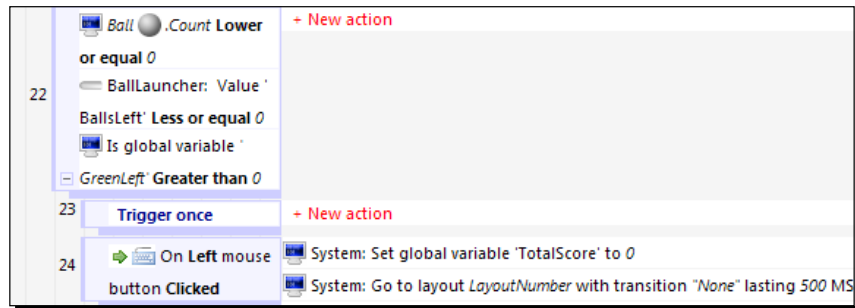 Ball .Count Lower
+ New action
or equal 0
22
BallLauncher: Value '
BallsLeft' Less or equal 0
Is global variable '
GreenLeft' Greater than 0
23
Trigger once
+ New action
24
On Left mouse
button Clicked
System: Set global variable 'TotalScore' to 0
System: Go to layout LayoutNumber with transition "None" lasting 500 MS